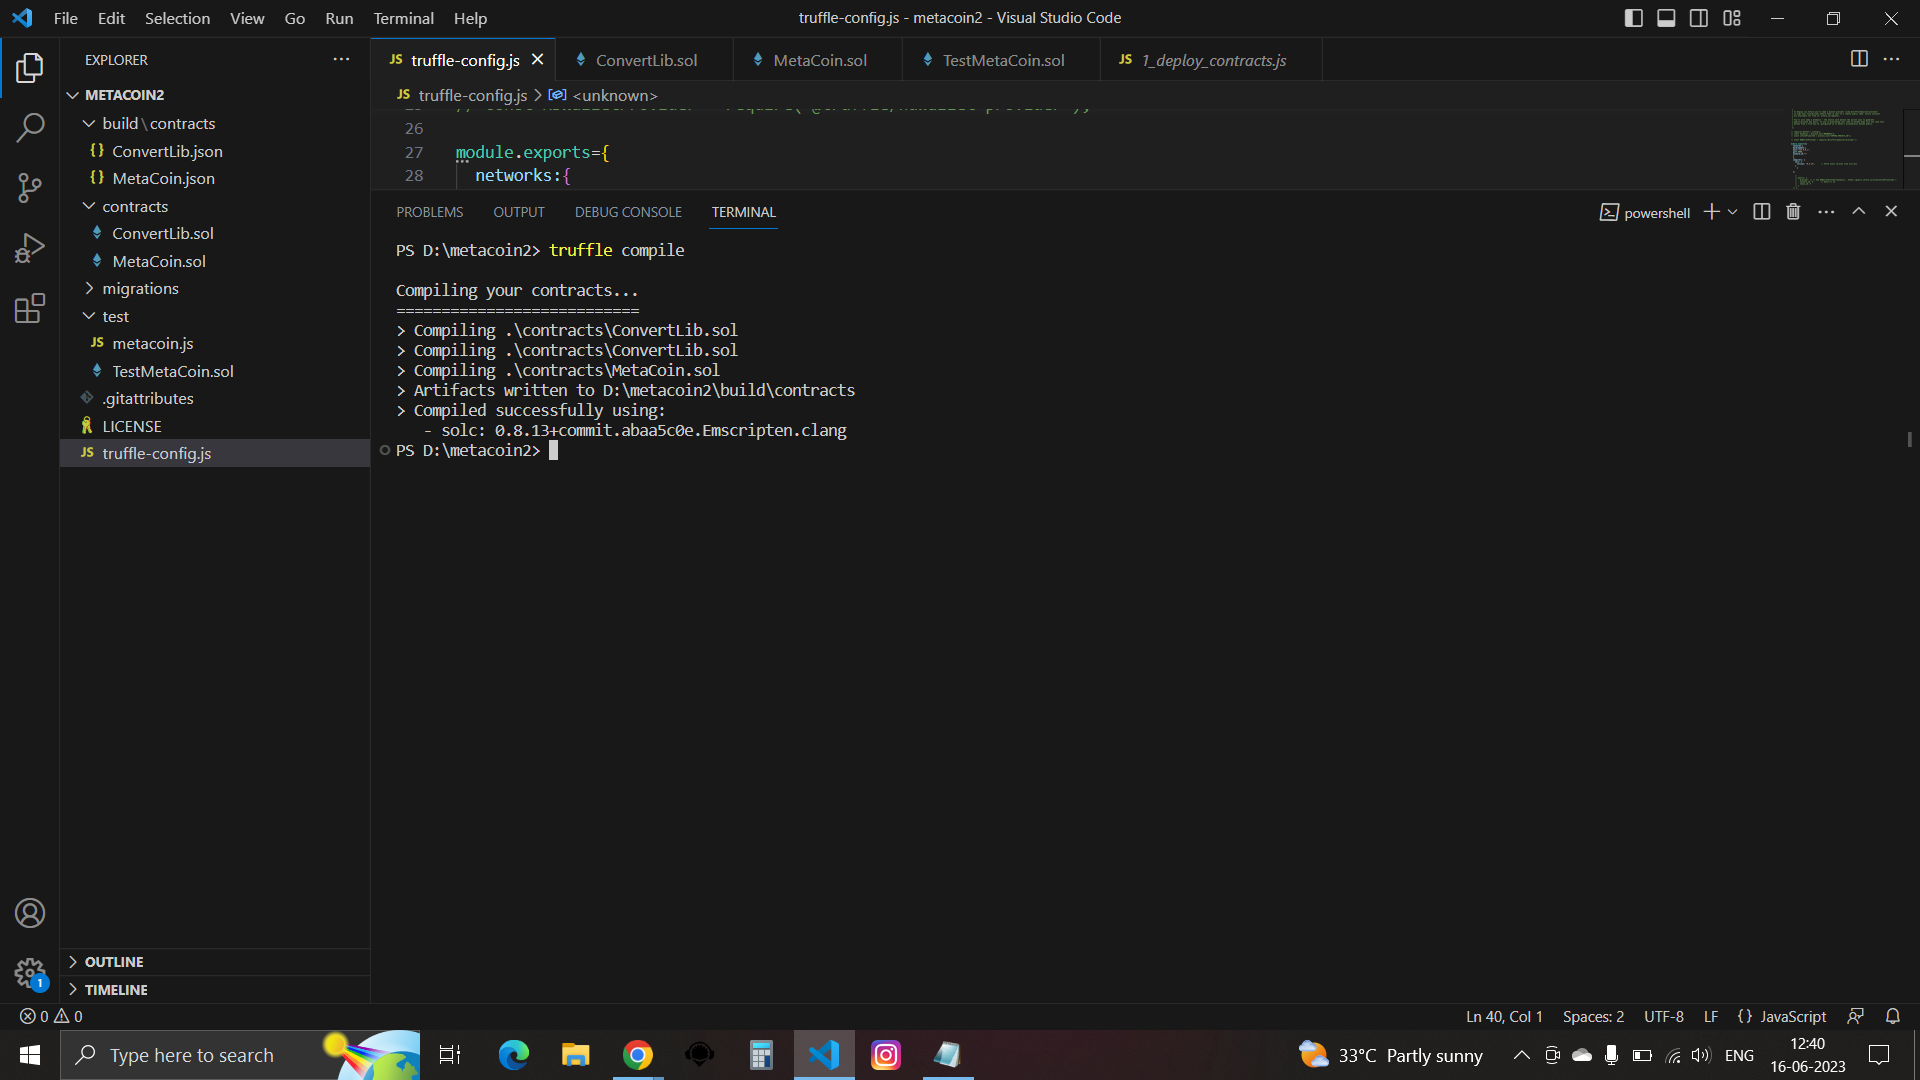 File Edit Selection View Go Run Terminal Help
truffle-config.js - metacoin2 - Visual Studio Code
EXPLORER
METACOIN2
build\contracts
ConvertLib.json
MetaCoin.json
contracts
ConvertLib.sol
MetaCoin.sol
migrations
test
JS metacoin.js
TestMetaCoin.sol
.gitattributes
LICENSE
JS truffle-config.js
OUTLINE
TIMELINE
JS truffle-config.js
ConvertLib.sol
MetaCoin.sol
TestMetaCoin.sol
JS 1_deploy_contracts.js
JS truffle-config.js > <unknown>
26
27 module.exports={
28 networks:{
PROBLEMS OUTPUT DEBUG CONSOLE TERMINAL
powershell
PS D:\metacoin2> truffle compile
Compiling your contracts...
===========================
> Compiling .\contracts\ConvertLib.sol
> Compiling .\contracts\ConvertLib.sol
> Compiling .\contracts\MetaCoin.sol
> Artifacts written to D:\metacoin2\build\contracts
> Compiled successfully using:
- solc: 0.8.13+commit.abaa5c0e.Emscripten.clang
PS D:\metacoin2>
1
0 0
Ln 40, Col 1 Spaces: 2 UTF-8 LF {} JavaScript
Type here to search
33°C Partly sunny
ENG
12:40
16-06-2023